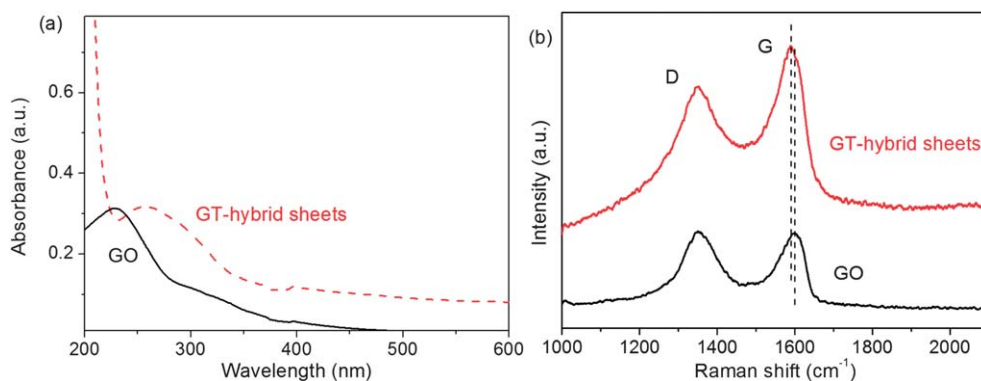 (a)
Absorbance (a.u.)
0.6
0.4
0.2
GT-hybrid sheets
GO
200 300 400 500 600
Wavelength (nm)
(b)
Intensity (a.u.)
D
G
GT-hybrid sheets
GO
1000 1200 1400 1600 1800 2000
Raman shift (cm⁻¹)